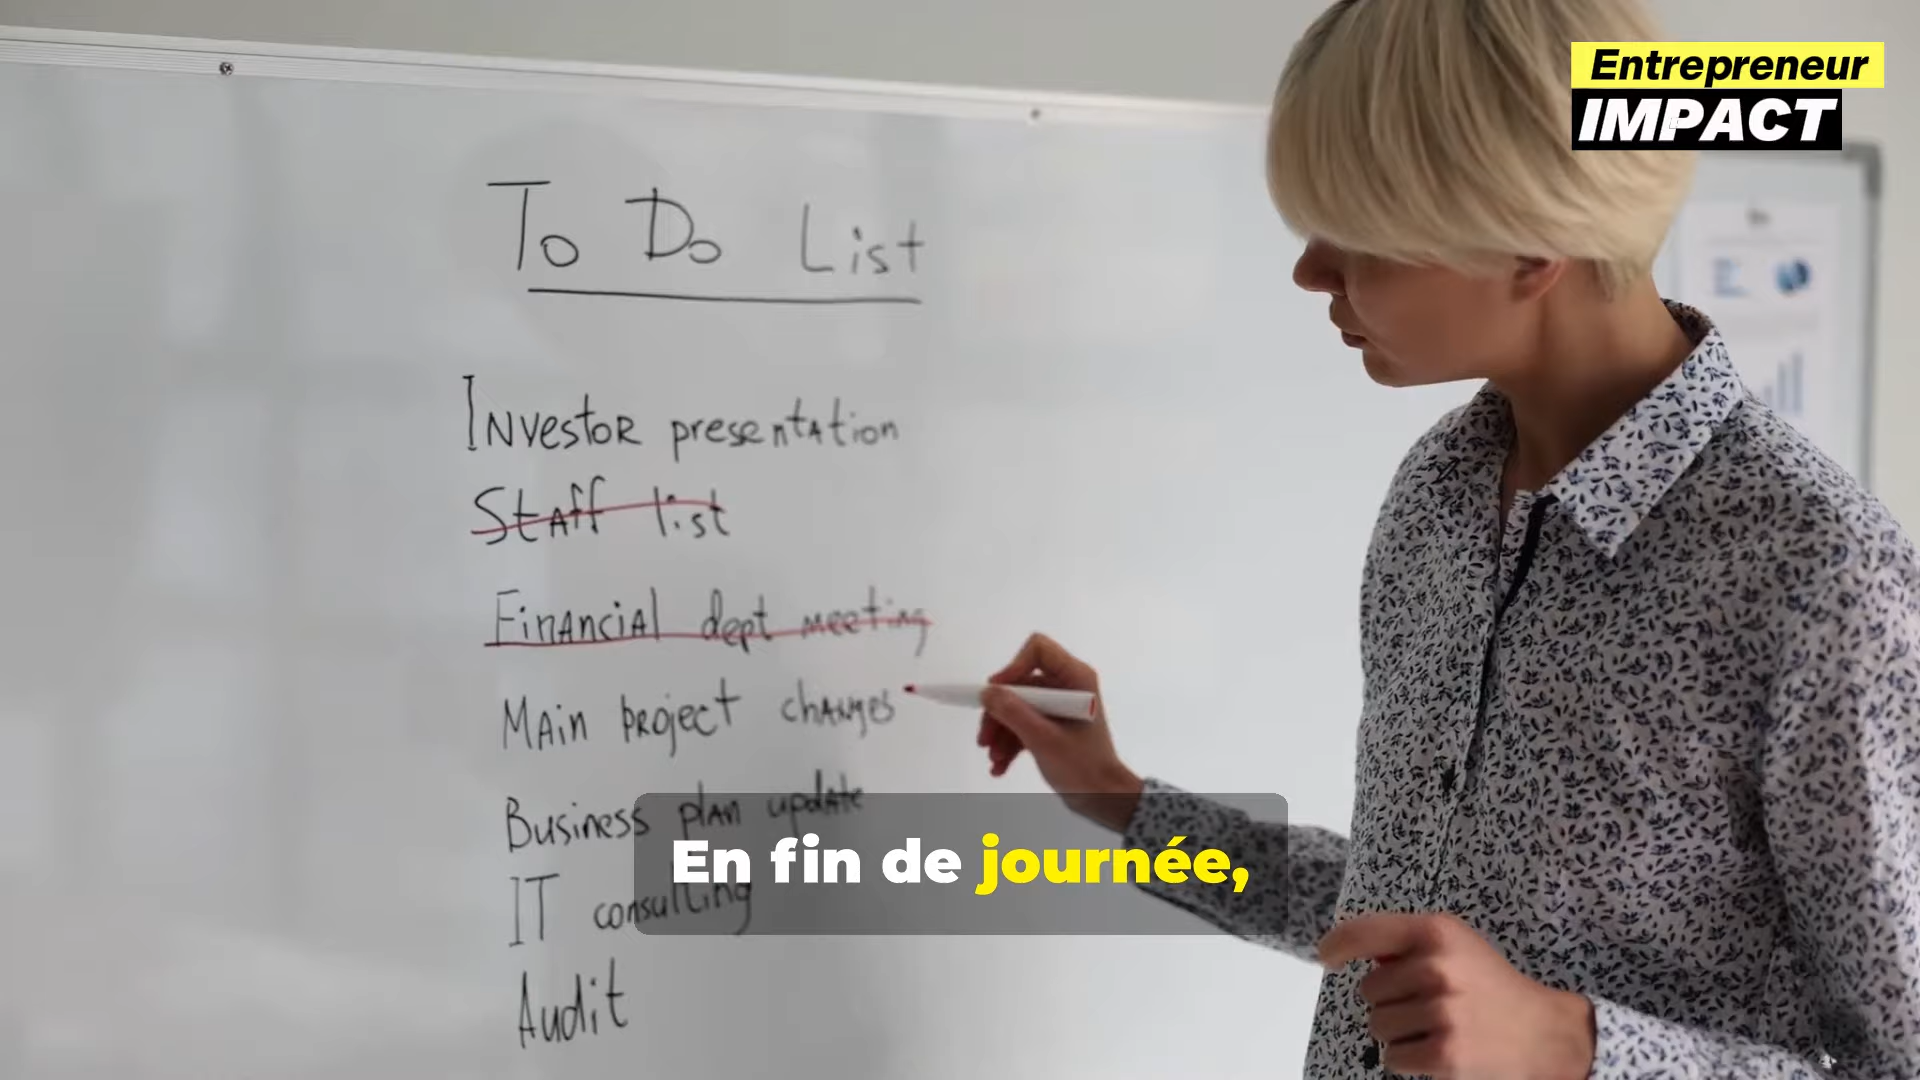 Entrepreneur
IMPACT
To Do List
Investor presentation
Staff list
Financial dept meeting
Main project changes
Business plan update
IT consulting
Audit
En fin de journée,